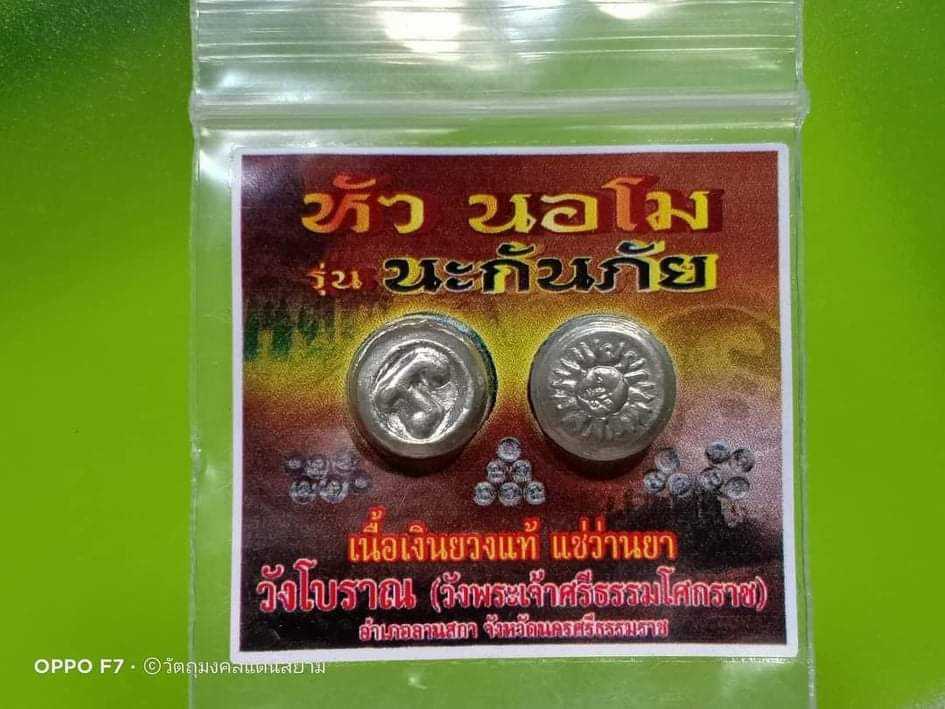 หัว นอโม
รุ่น นะกันภัย
เนื้อเงินยวงแท้ แช่ว่านยา
วังโบราณ (วังพระเจ้าศรีธรรมโศกราช)
อำเภอลานสกา จังหวัดนครศรีธรรมราช
OPPO F7 · ©วัตถุมงคลแดนสยาม